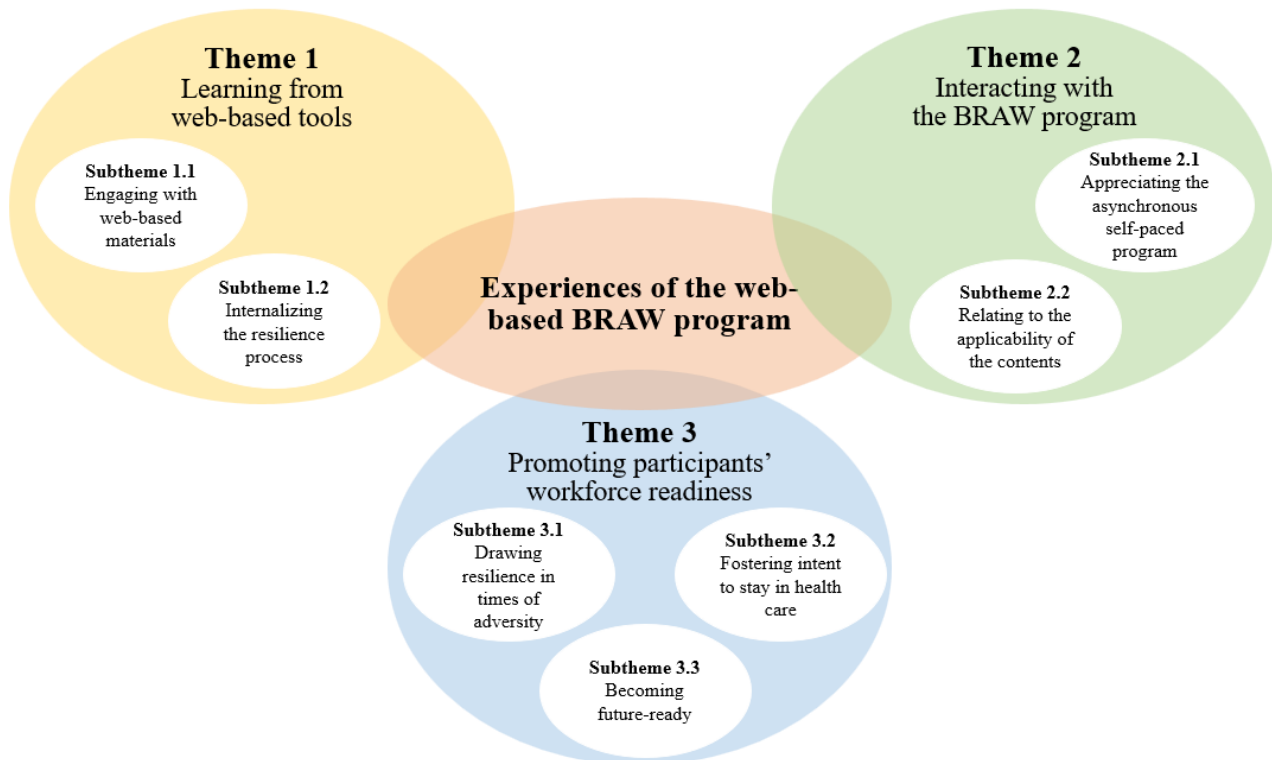 Theme 1
Learning from
web-based tools
Subtheme 1.1
Engaging with
web-based
materials
Subtheme 1.2
Internalizing
the resilience
process
Theme 2
Interacting with
the BRAW program
Subtheme 2.1
Appreciating the
asynchronous
self-paced
program
Subtheme 2.2
Relating to the
applicability of
the contents
Experiences of the web-
based BRAW program
Theme 3
Promoting participants’
workforce readiness
Subtheme 3.1
Drawing
resilience in
times of
adversity
Subtheme 3.2
Fostering intent
to stay in health
care
Subtheme 3.3
Becoming
future-ready